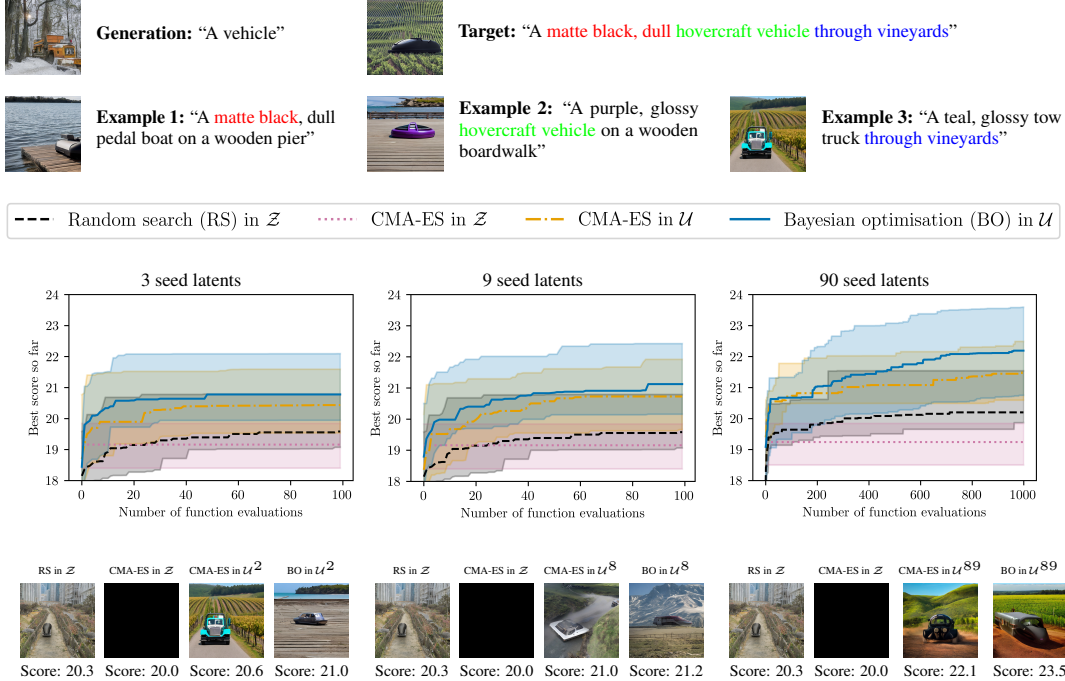 Generation: “A vehicle”
Target: “A matte black, dull hovercraft vehicle through vineyards”
Example 1: “A matte black, dull
pedal boat on a wooden pier”
Example 2: “A purple, glossy
hovercraft vehicle on a wooden
boardwalk”
Example 3: “A teal, glossy tow
truck through vineyards”
Random search (RS) in 𝒵
CMA-ES in 𝒵
CMA-ES in 𝒰
Bayesian optimisation (BO) in 𝒰
3 seed latents
24
23
22
21
20
19
18
Best score so far
0 20 40 60 80 100
Number of function evaluations
9 seed latents
24
23
22
21
20
19
18
Best score so far
0 20 40 60 80 100
Number of function evaluations
90 seed latents
24
23
22
21
20
19
18
Best score so far
0 200 400 600 800 1000
Number of function evaluations
RS in 𝒵 CMA-ES in 𝒵 CMA-ES in 𝒰2 BO in 𝒰2
Score: 20.3 Score: 20.0 Score: 20.6 Score: 21.0
RS in 𝒵 CMA-ES in 𝒵 CMA-ES in 𝒰8 BO in 𝒰8
Score: 20.3 Score: 20.0 Score: 21.0 Score: 21.2
RS in 𝒵 CMA-ES in 𝒵 CMA-ES in 𝒰89 BO in 𝒰89
Score: 20.3 Score: 20.0 Score: 22.1 Score: 23.5